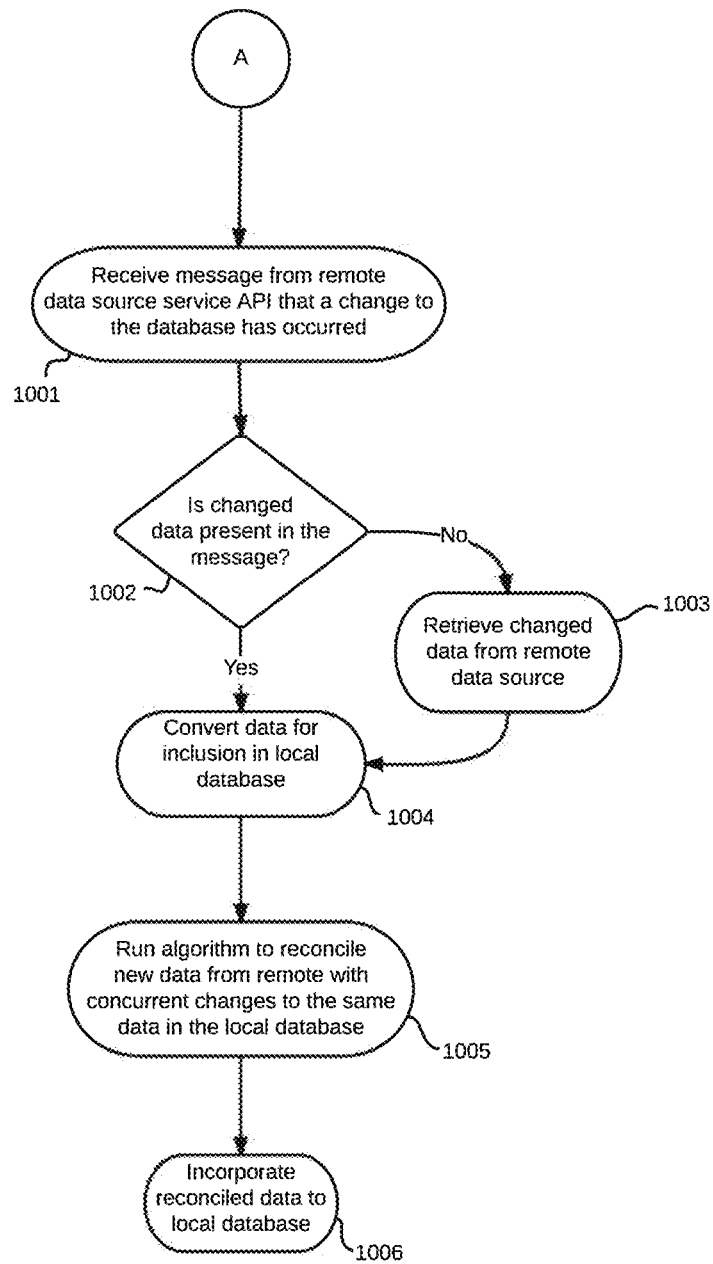 A
Receive message from remote
data source service API that a change to
the database has occurred
1001
Is changed
data present in the
message?
1002
No
1003
Retrieve changed
data from remote
data source
Yes
Convert data for
inclusion in local
database
1004
Run algorithm to reconcile
new data from remote with
concurrent changes to the same
data in the local database
1005
Incorporate
reconciled data to
local database
1006